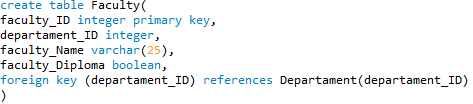 create table Faculty(
faculty_ID integer primary key,
departament_ID integer,
faculty_Name varchar(25),
faculty_Diploma boolean,
foreign key (departament_ID) references Departament(departament_ID)
)